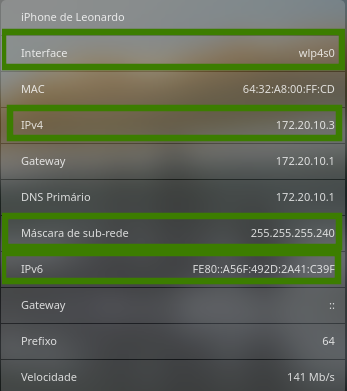 iPhone de Leonardo
Interface wlp4s0
MAC 64:32:A8:00:FF:CD
IPv4 172.20.10.3
Gateway 172.20.10.1
DNS Primário 172.20.10.1
Máscara de sub-rede 255.255.255.240
IPv6 FE80::A56F:492D:2A41:C39F
Gateway ::
Prefixo 64
Velocidade 141 Mb/s